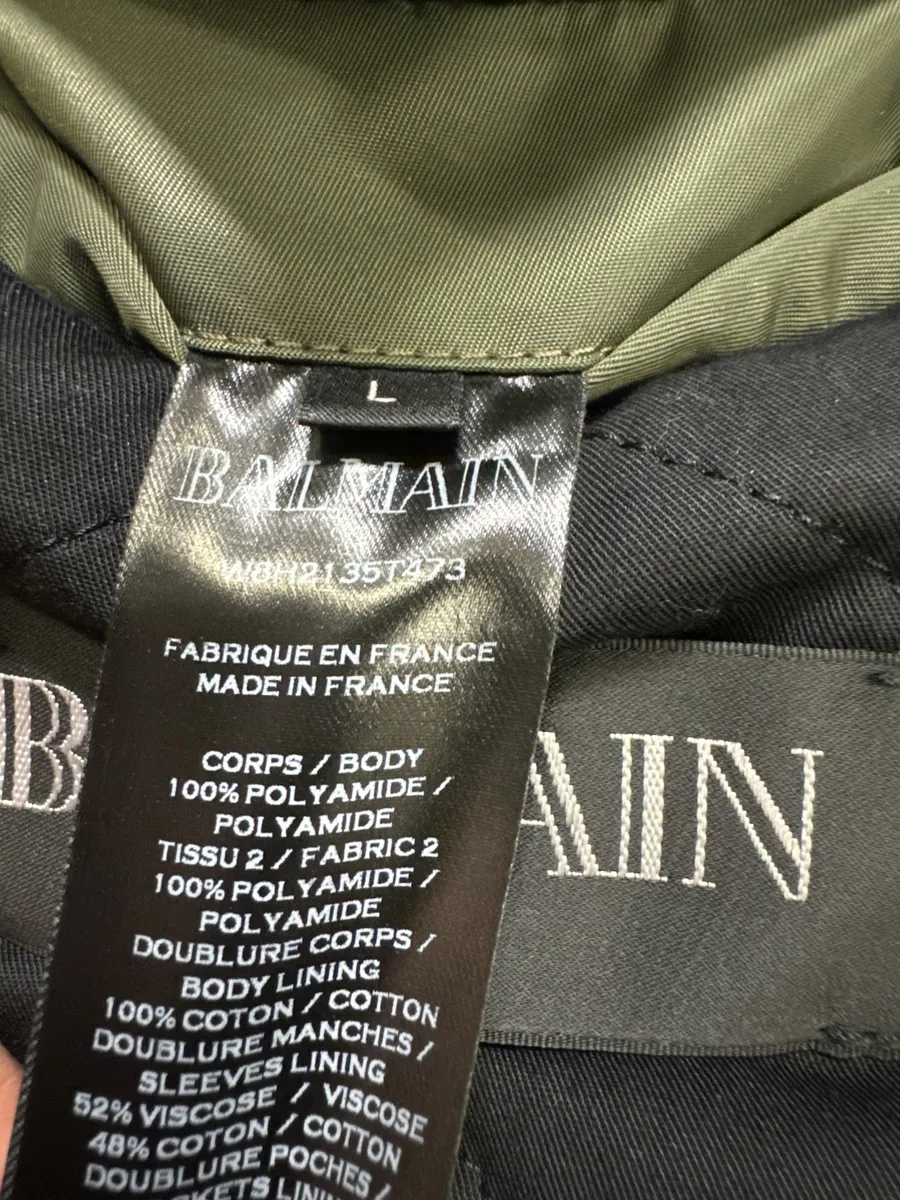 L
BALMAIN
W8H2135T473
FABRIQUE EN FRANCE
MADE IN FRANCE
CORPS / BODY
100% POLYAMIDE /
POLYAMIDE
TISSU 2 / FABRIC 2
100% POLYAMIDE /
POLYAMIDE
DOUBLURE CORPS /
BODY LINING
100% COTON / COTTON
DOUBLURE MANCHES /
SLEEVES LINING
52% VISCOSE / VISCOSE
48% COTON / COTTON
DOUBLURE POCHES /
B AIN